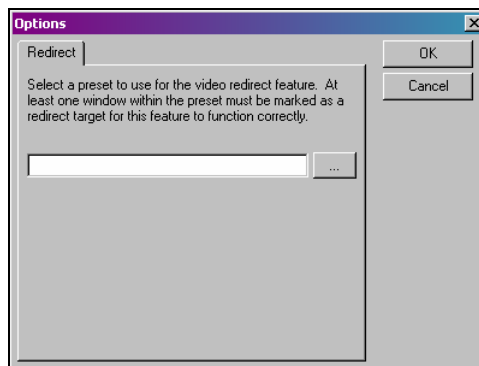 Options
Redirect
OK
Cancel
Select a preset to use for the video redirect feature. At
least one window within the preset must be marked as a
redirect target for this feature to function correctly.
...